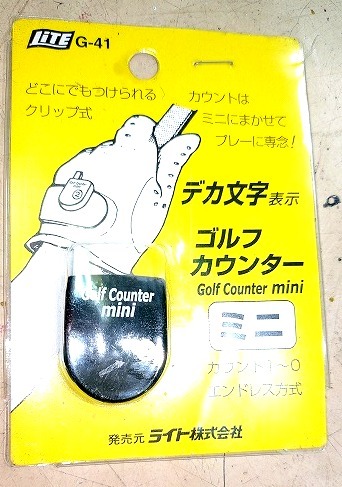 LiTE G-41
どこにでもつけられる
クリップ式
カウントは
ミニにまかせて
プレーに専念!
デカ文字表示
ゴルフ
カウンター
Golf Counter mini
Golf Counter
mini
ミニ
カウント1〜0
エンドレス方式
発売元 ライト株式会社